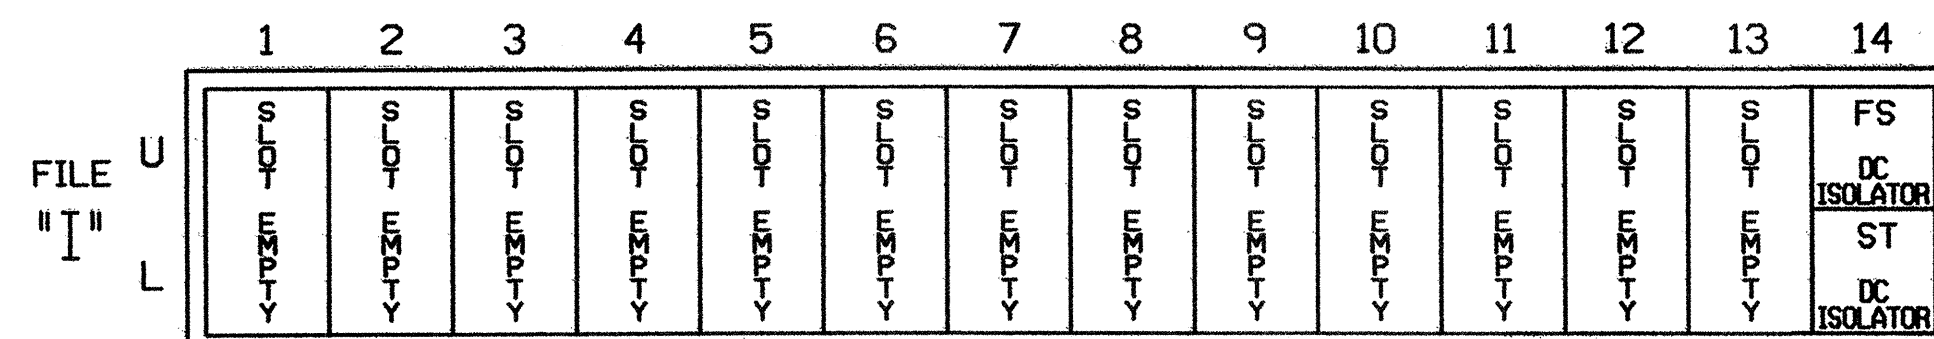 1 2 3 4 5 6 7 8 9 10 11 12 13 14
FILE
"I"
U
L
SLOT EMPTY
SLOT EMPTY
SLOT EMPTY
SLOT EMPTY
SLOT EMPTY
SLOT EMPTY
SLOT EMPTY
SLOT EMPTY
SLOT EMPTY
SLOT EMPTY
SLOT EMPTY
SLOT EMPTY
SLOT EMPTY
FS
DC
ISOLATOR
ST
DC
ISOLATOR